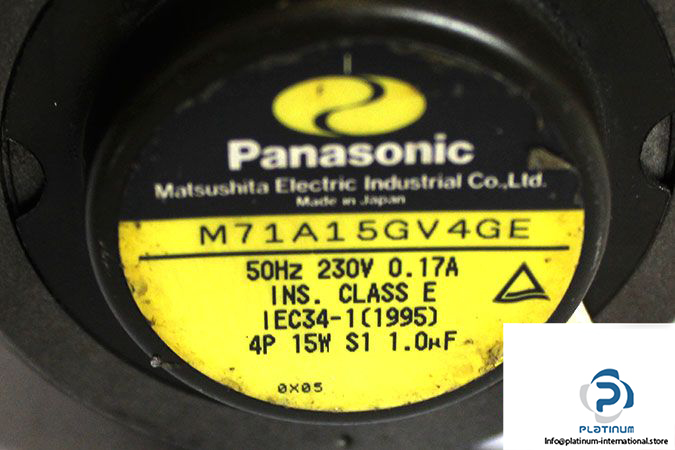 Panasonic
Matsushita Electric Industrial Co.,Ltd.
Made in Japan
M71A15GV4GE
50Hz 230V 0.17A
INS. CLASS E
IEC34-1(1995)
4P 15W S1 1.0μF
0X05
PLATINUM
Info@platinum-international.store